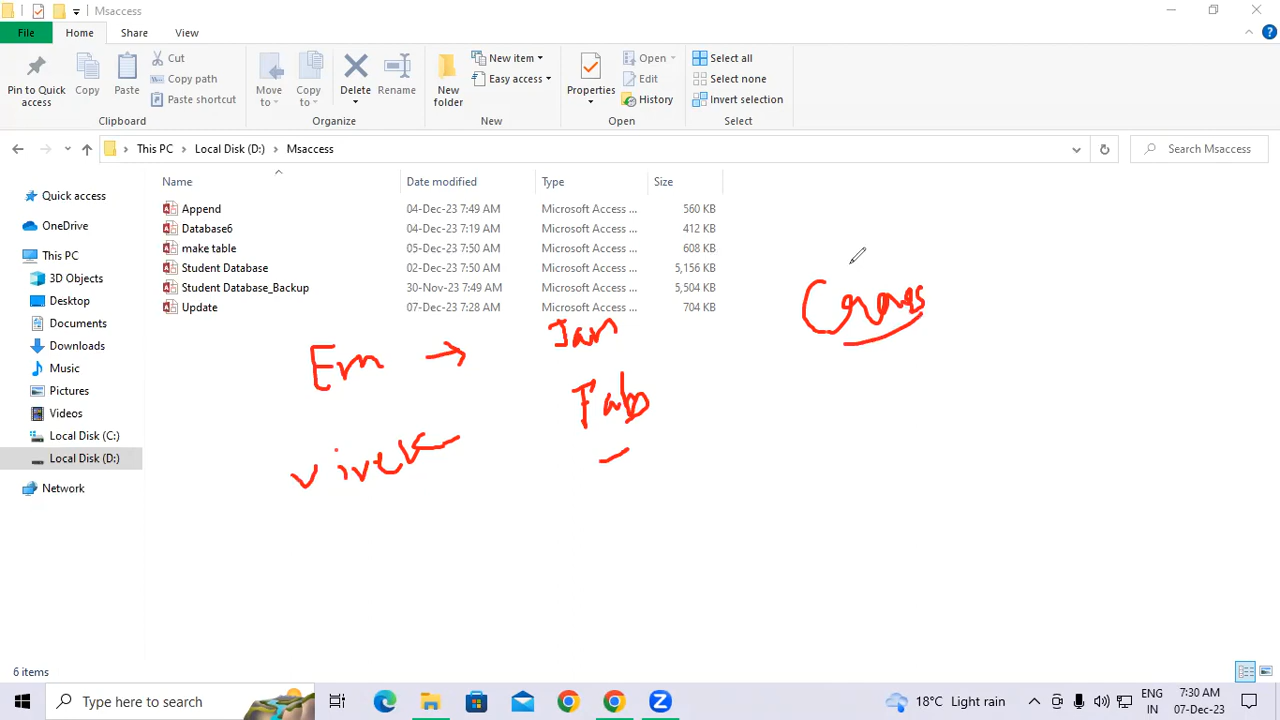 Msaccess
File Home Share View
Pin to Quick access
Copy
Paste
Cut
Copy path
Paste shortcut
Clipboard
Move to
Copy to
Delete
Rename
Organize
New folder
New item
Easy access
New
Properties
Open
Edit
History
Open
Select all
Select none
Invert selection
Select
This PC > Local Disk (D:) > Msaccess
Search Msaccess
Name Date modified Type Size
Append 04-Dec-23 7:49 AM Microsoft Access ... 560 KB
Database6 04-Dec-23 7:19 AM Microsoft Access ... 412 KB
make table 05-Dec-23 7:50 AM Microsoft Access ... 608 KB
Student Database 02-Dec-23 7:50 AM Microsoft Access ... 5,156 KB
Student Database_Backup 30-Nov-23 7:49 AM Microsoft Access ... 5,504 KB
Update 07-Dec-23 7:28 AM Microsoft Access ... 704 KB
Quick access
OneDrive
This PC
3D Objects
Desktop
Documents
Downloads
Music
Pictures
Videos
Local Disk (C:)
Local Disk (D:)
Network
Jan
Em →
vivek
6 items
Type here to search
18°C Light rain
ENG
IN
7:30 AM
07-Dec-23